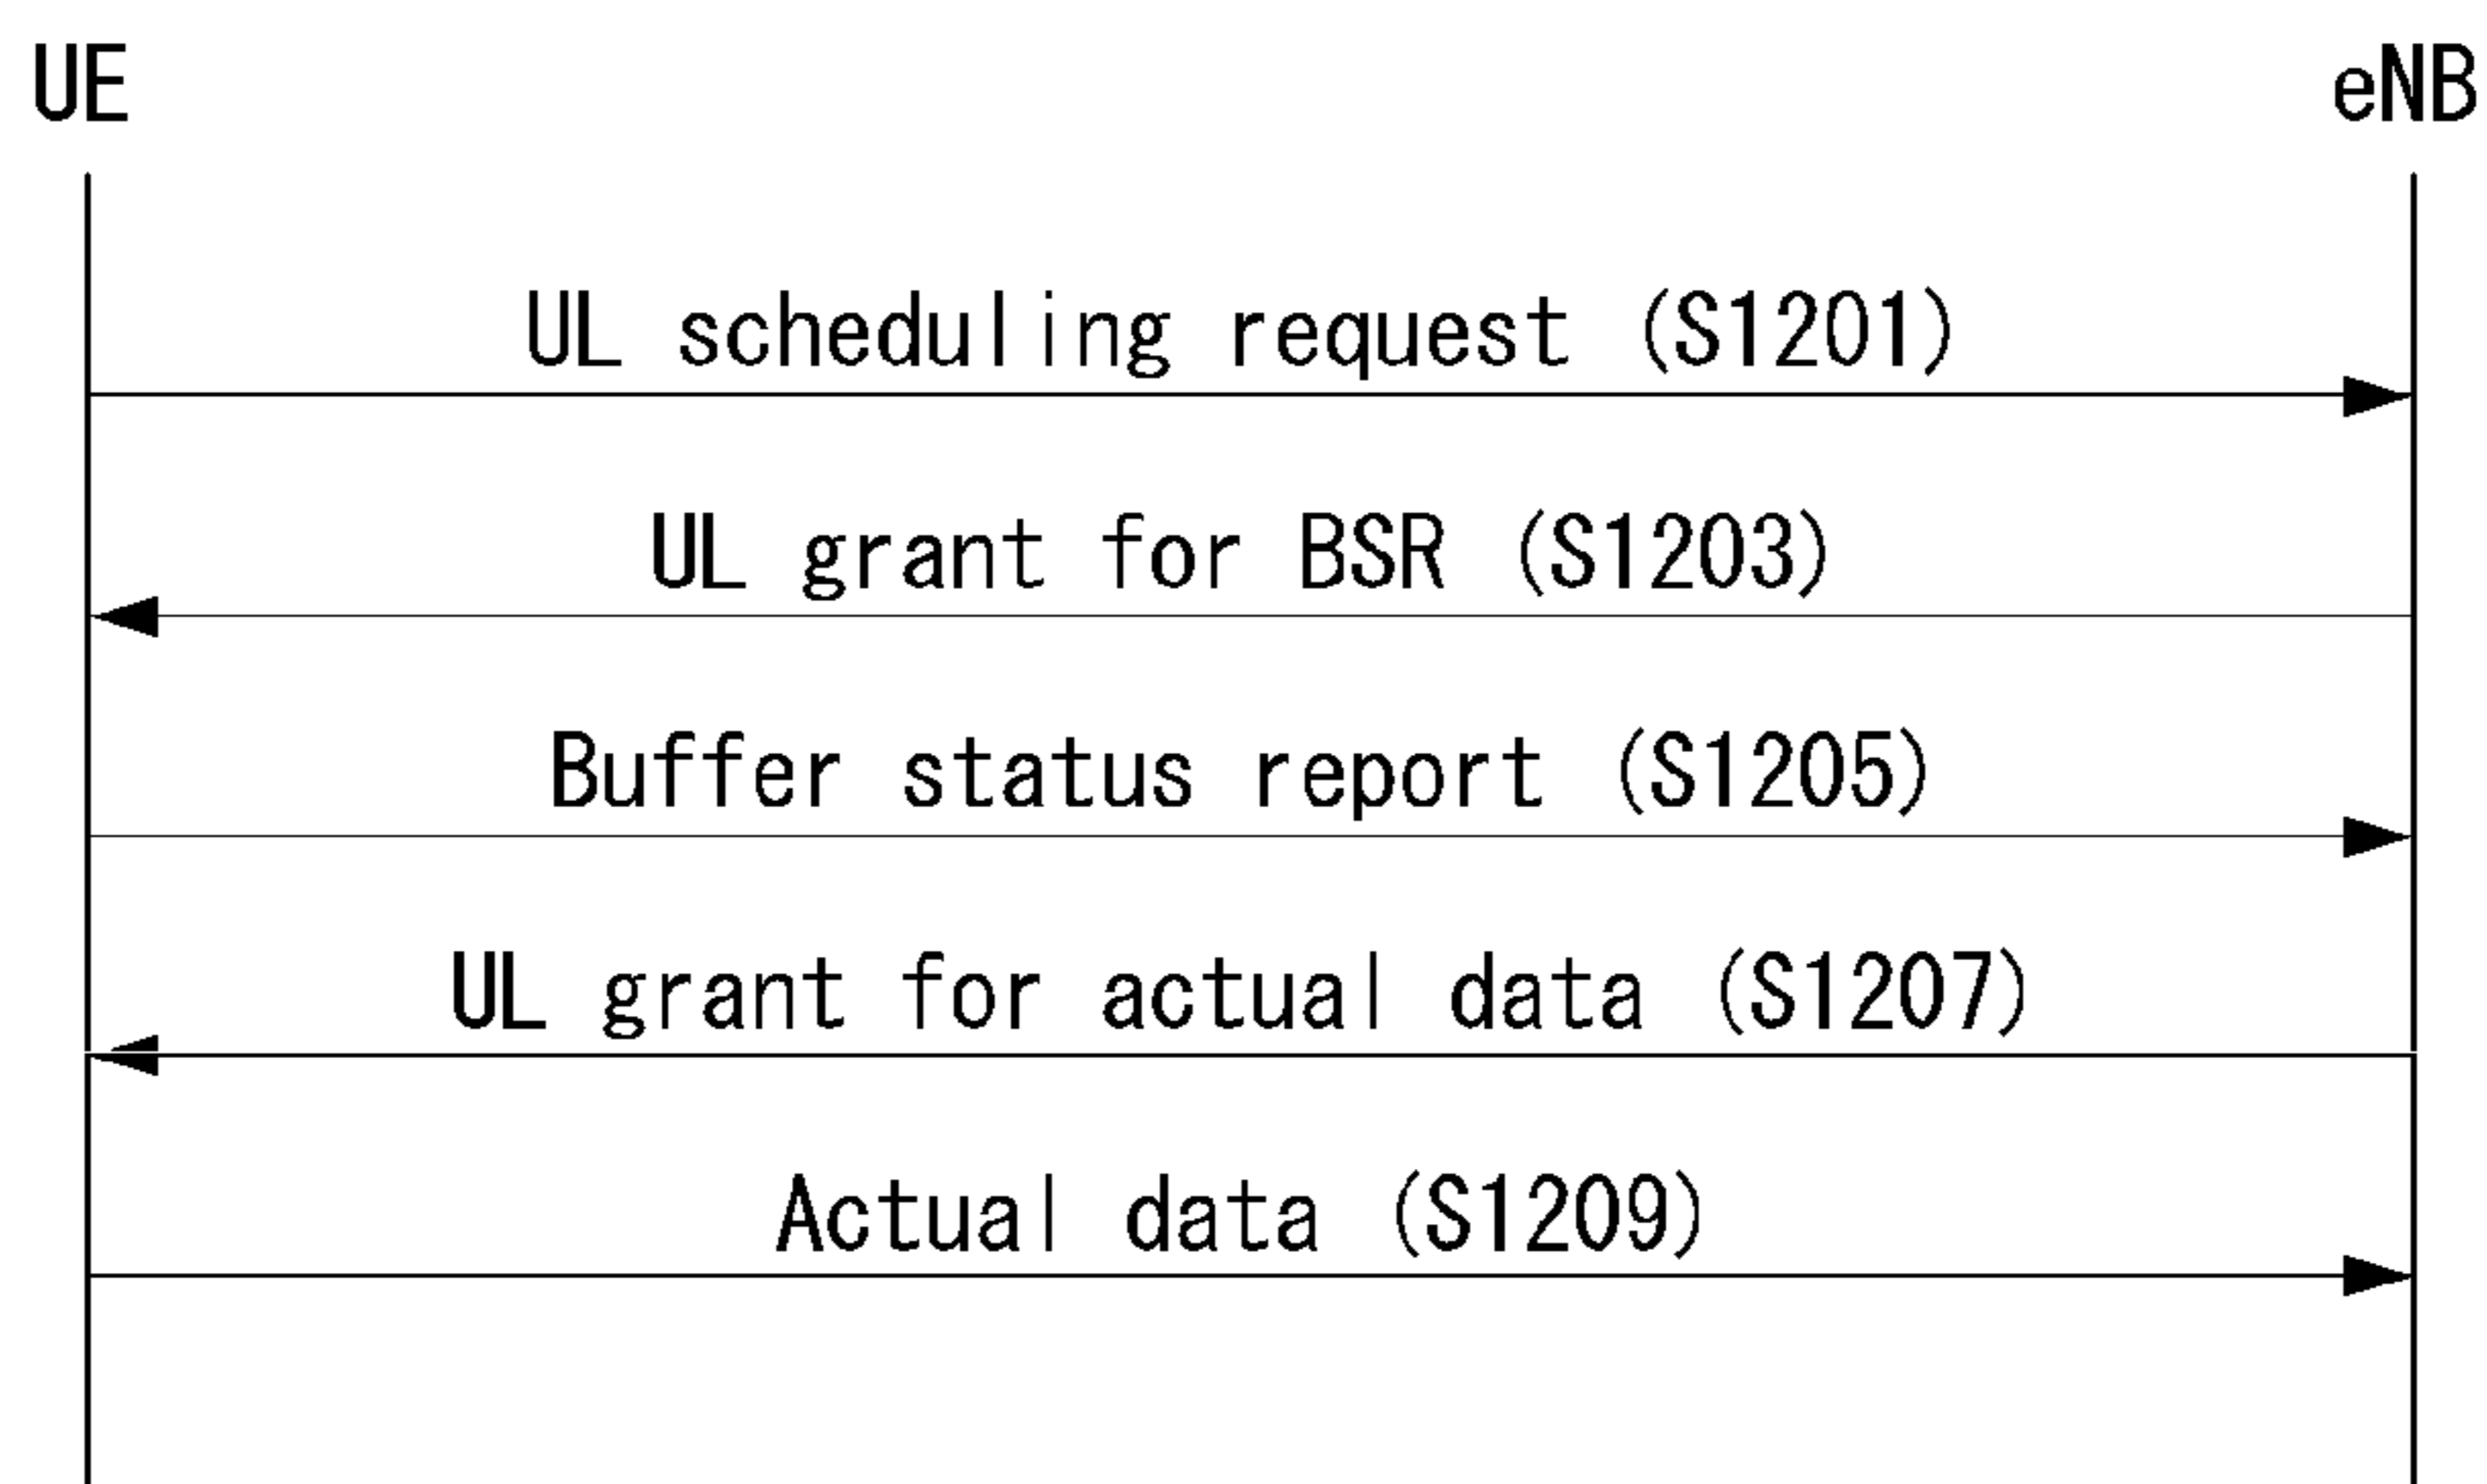 UE
eNB
UL scheduling request (S1201)
UL grant for BSR (S1203)
Buffer status report (S1205)
UL grant for actual data (S1207)
Actual data (S1209)